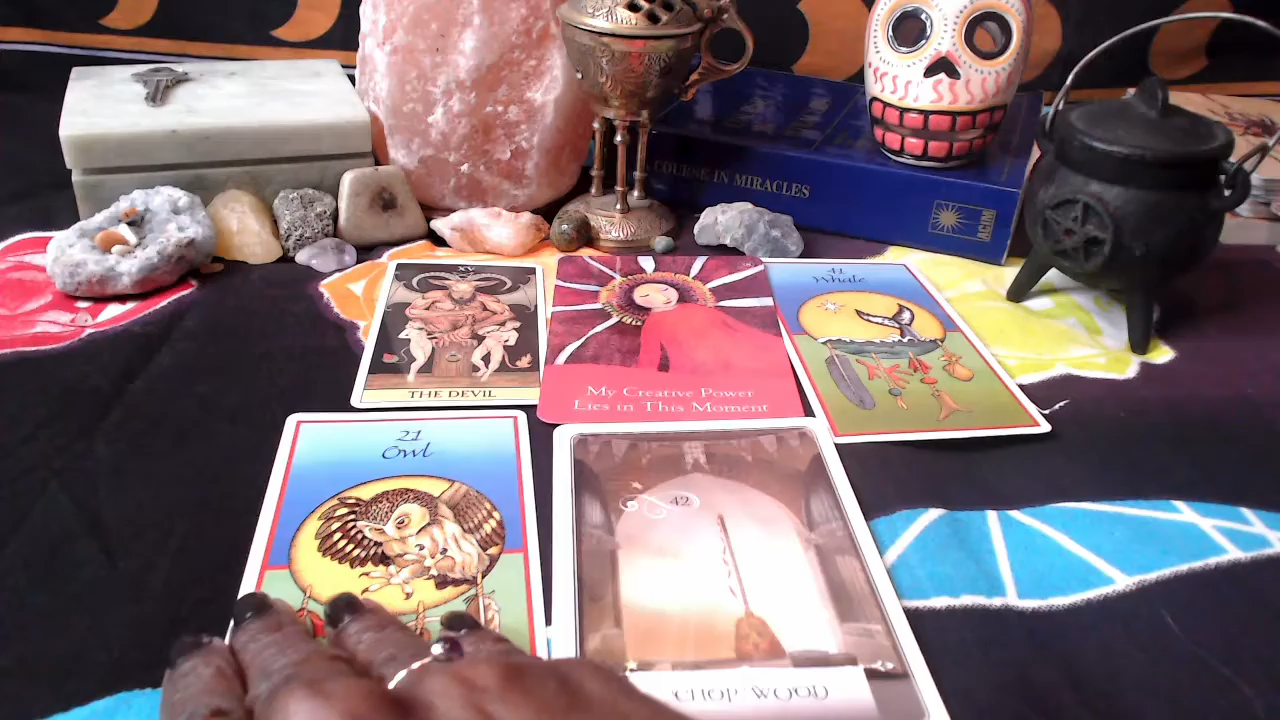 COURSE IN MIRACLES
ACIM
XV
THE DEVIL
My Creative Power
Lies in This Moment
41
Whale
21
Owl
42
CHOP WOOD